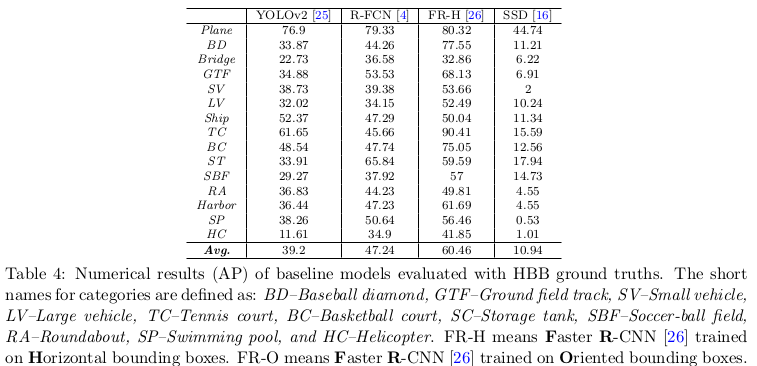 YOLOv2 [25] R-FCN [4] FR-H [26] SSD [16]
Plane 76.9 79.33 80.32 44.74
BD 33.87 44.26 77.55 11.21
Bridge 22.73 36.58 32.86 6.22
GTF 34.88 53.53 68.13 6.91
SV 38.73 39.38 53.66 2
LV 32.02 34.15 52.49 10.24
Ship 52.37 47.29 50.04 11.34
TC 61.65 45.66 90.41 15.59
BC 48.54 47.74 75.05 12.56
ST 33.91 65.84 59.59 17.94
SBF 29.27 37.92 57 14.73
RA 36.83 44.23 49.81 4.55
Harbor 36.44 47.23 61.69 4.55
SP 38.26 50.64 56.46 0.53
HC 11.61 34.9 41.85 1.01
Avg. 39.2 47.24 60.46 10.94
Table 4: Numerical results (AP) of baseline models evaluated with HBB ground truths. The short
names for categories are defined as: BD–Baseball diamond, GTF–Ground field track, SV–Small vehicle,
LV–Large vehicle, TC–Tennis court, BC–Basketball court, SC–Storage tank, SBF–Soccer-ball field,
RA–Roundabout, SP–Swimming pool, and HC–Helicopter. FR-H means Faster R-CNN [26] trained
on Horizontal bounding boxes. FR-O means Faster R-CNN [26] trained on Oriented bounding boxes.